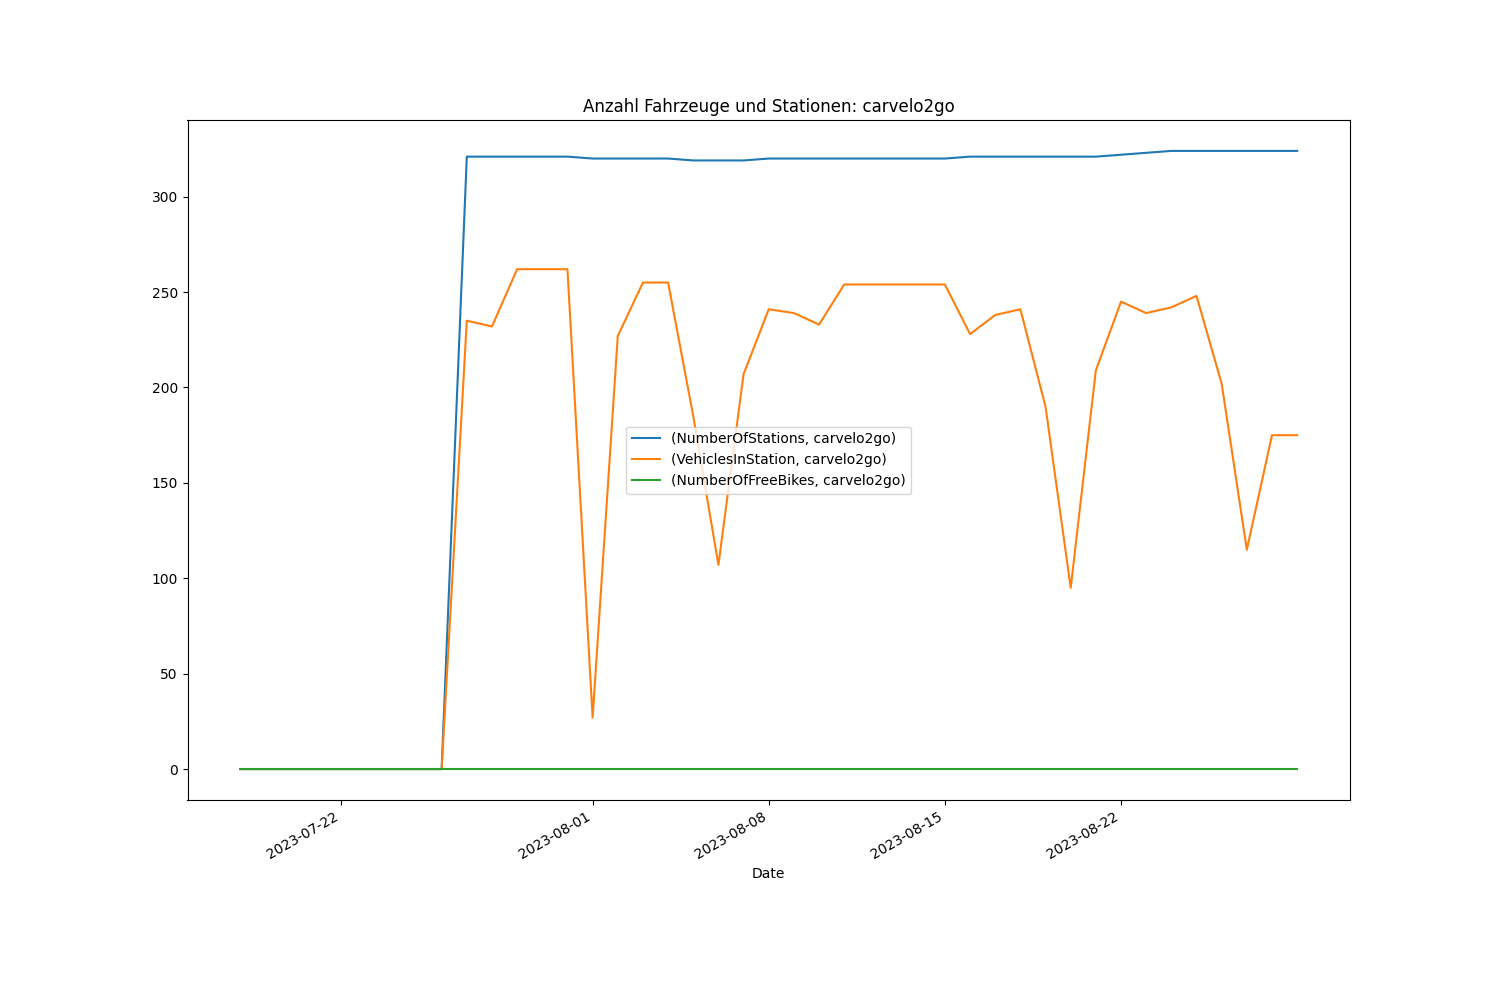 Anzahl Fahrzeuge und Stationen: carvelo2go
300
250
200
150
100
50
0
(NumberOfStations, carvelo2go)
(VehiclesInStation, carvelo2go)
(NumberOfFreeBikes, carvelo2go)
2023-07-22
2023-08-01
2023-08-08
2023-08-15
2023-08-22
Date